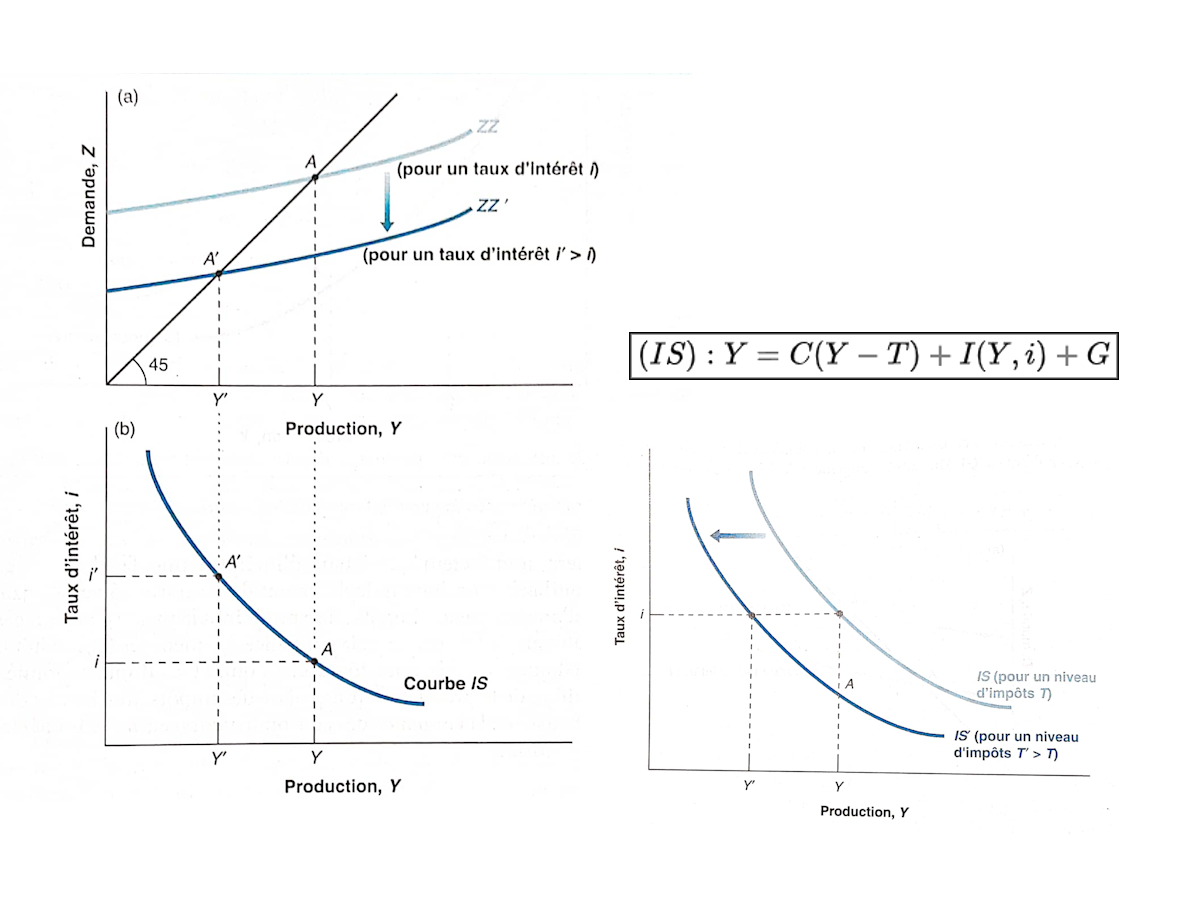 (a)
Demande, Z
ZZ
A
(pour un taux d'intérêt i)
ZZ'
A'
(pour un taux d'intérêt i' > i)
45
Y' Y
Production, Y
(b)
Taux d'intérêt, i
A'
i'
A
i
Courbe IS
Y' Y
Production, Y
(IS) : Y = C(Y − T) + I(Y, i) + G
Taux d'intérêt, i
i
A
IS (pour un niveau
d'impôts T)
IS' (pour un niveau
d'impôts T' > T)
Y' Y
Production, Y